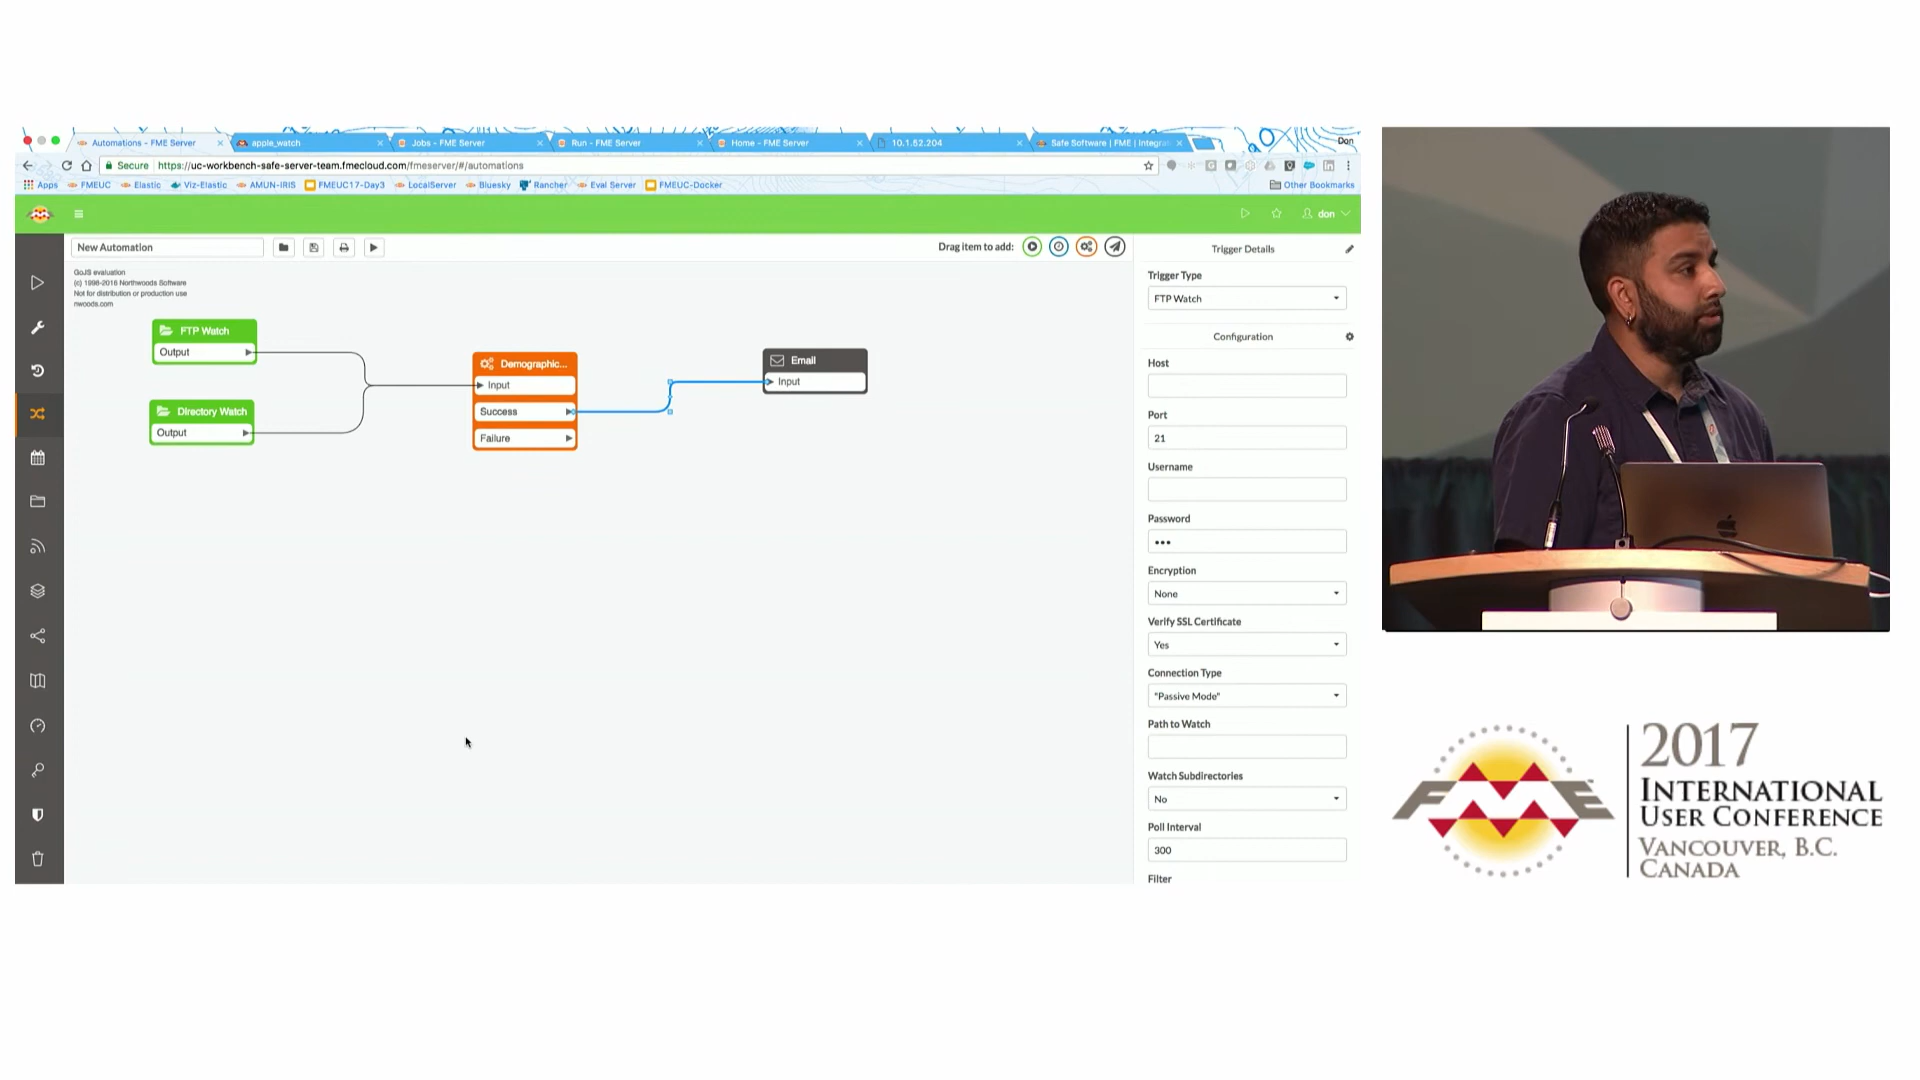 Automations - FME Server
apple_watch
Jobs - FME Server
Run - FME Server
Home - FME Server
10.1.52.204
Safe Software | FME | Integra
Don
Secure
https://uc-workbench-safe-server-team.fmecloud.com/fmeserver/#/automations
Apps
FMEUC
Elastic
Viz-Elastic
AMUN-IRIS
FMEUC17-Day3
LocalServer
Bluesky
Rancher
Eval Server
FMEUC-Docker
Other Bookmarks
don
New Automation
Drag item to add:
GoJS evaluation
(c) 1998-2016 Northwoods Software
Not for distribution or production use
nwoods.com
FTP Watch
Output
Directory Watch
Output
Demographic...
Input
Success
Failure
Email
Input
Trigger Details
Trigger Type
FTP Watch
Configuration
Host
Port
21
Username
Password
•••
Encryption
None
Verify SSL Certificate
Yes
Connection Type
"Passive Mode"
Path to Watch
Watch Subdirectories
No
Poll Interval
300
Filter
FME
2017
INTERNATIONAL
USER CONFERENCE
VANCOUVER, B.C.
CANADA